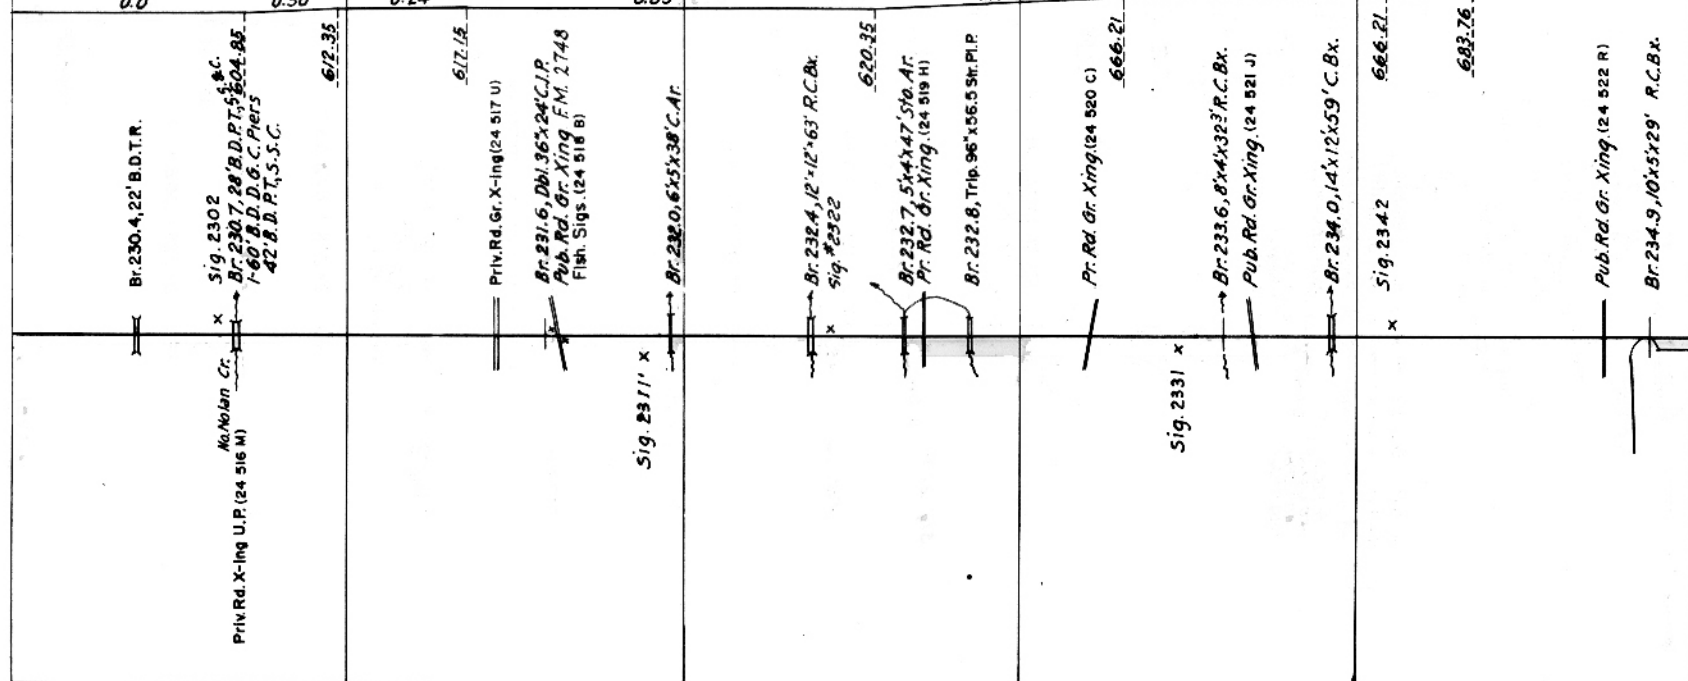 0.0
612.35
617.15
620.35
666.21
666.21
683.76
Br. 230.4, 22' B.D.T.R.
Sig. 2302
Br. 230.7, 28' B.D.P.T., S. & C.
604.85
1-60' B.D.D.G. C. Piers
42' B.D. P.T., S.S.C.
No. Nolan Cr.
Priv. Rd. X-ing U.P. (24 516 M)
Priv. Rd. Gr. X-ing (24 517 U)
Br. 231.6, Dbl. 36"x24' C.I.P.
Pub. Rd. Gr. Xing F.M. 2748
Flsh. Sigs. (24 518 B)
Sig. 2311
Br. 232.0, 6'x5'x38' C. Ar.
Br. 232.4, 12'x12'x63' R.C. Bx.
Sig. #2322
Br. 232.7, 5'x4'x47' Sto. Ar.
Pr. Rd. Gr. Xing. (24 519 H)
Br. 232.8, Trip. 96"x56.5 Str. Pl. P.
Pr. Rd. Gr. Xing. (24 520 C)
Sig. 2331
Br. 233.6, 8'x4'x32³' R.C. Bx.
Pub. Rd. Gr. Xing. (24 521 J)
Br. 234.0, 14'x12'x59' C. Bx.
Sig. 2342
Pub. Rd. Gr. Xing. (24 522 R)
Br. 234.9, 10'x5'x29' R.C. Bx.